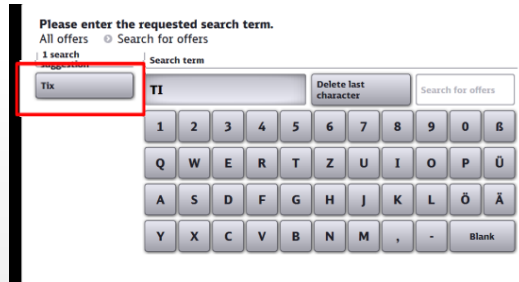 Please enter the requested search term.
All offers Search for offers
1 search suggestion
Search term
Tix
TI
Delete last character
Search for offers
1 2 3 4 5 6 7 8 9 0 ß
Q W E R T Z U I O P Ü
A S D F G H J K L Ö Ä
Y X C V B N M , - Blank